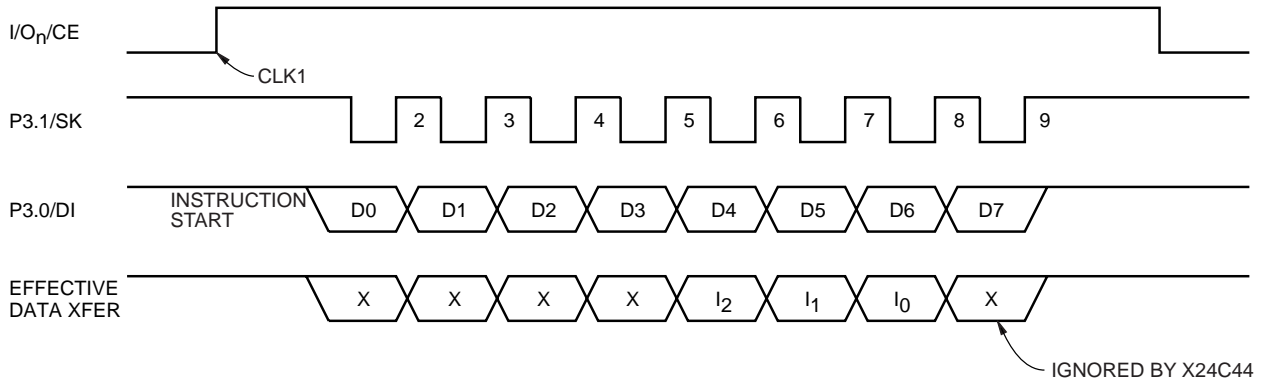 I/On/CE
CLK1
P3.1/SK
2 3 4 5 6 7 8 9
P3.0/DI
INSTRUCTION
START
D0 D1 D2 D3 D4 D5 D6 D7
EFFECTIVE
DATA XFER
X X X X I2 I1 I0 X
IGNORED BY X24C44